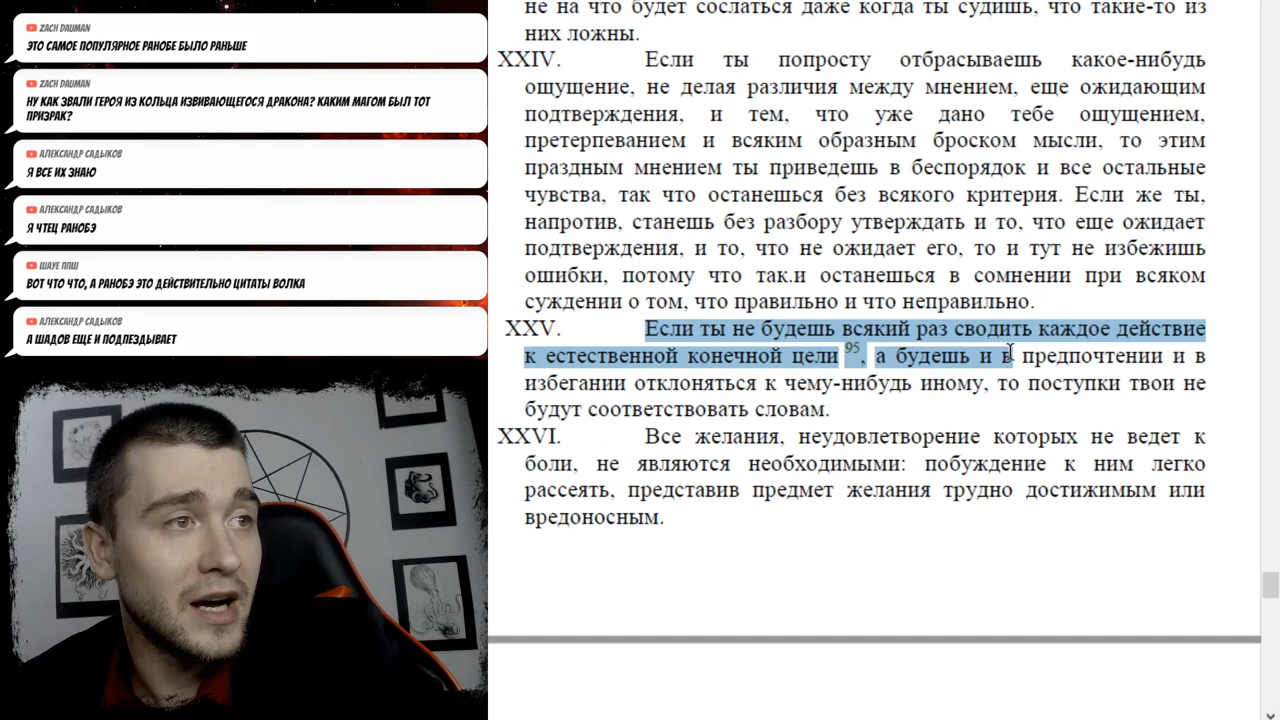 ZACH DAUMAN
ЭТО САМОЕ ПОПУЛЯРНОЕ РАНОБЕ БЫЛО РАНЬШЕ
ZACH DAUMAN
НУ КАК ЗВАЛИ ГЕРОЯ ИЗ КОЛЬЦА ИЗВИВАЮЩЕГОСЯ ДРАКОНА? КАКИМ МАГОМ БЫЛ ТОТ
ПРИЗРАК?
АЛЕКСАНДР САДЫКОВ
Я ВСЕ ИХ ЗНАЮ
АЛЕКСАНДР САДЫКОВ
Я ЧТЕЦ РАНОБЭ
ШАУЕ ППШ
ВОТ ЧТО ЧТО, А РАНОБЭ ЭТО ДЕЙСТВИТЕЛЬНО ЦИТАТЫ ВОЛКА
АЛЕКСАНДР САДЫКОВ
А ШАДОВ ЕЩЕ И ПОДПЕЗДЫВАЕТ
не на что будет сослаться даже когда ты судишь, что такие-то из
них ложны.
XXIV. Если ты попросту отбрасываешь какое-нибудь
ощущение, не делая различия между мнением, еще ожидающим
подтверждения, и тем, что уже дано тебе ощущением,
претерпеванием и всяким образным броском мысли, то этим
праздным мнением ты приведешь в беспорядок и все остальные
чувства, так что останешься без всякого критерия. Если же ты,
напротив, станешь без разбору утверждать и то, что еще ожидает
подтверждения, и то, что не ожидает его, то и тут не избежишь
ошибки, потому что так.и останешься в сомнении при всяком
суждении о том, что правильно и что неправильно.
XXV. Если ты не будешь всякий раз сводить каждое действие
к естественной конечной цели 95, а будешь и в предпочтении и в
избегании отклоняться к чему-нибудь иному, то поступки твои не
будут соответствовать словам.
XXVI. Все желания, неудовлетворение которых не ведет к
боли, не являются необходимыми: побуждение к ним легко
рассеять, представив предмет желания трудно достижимым или
вредоносным.